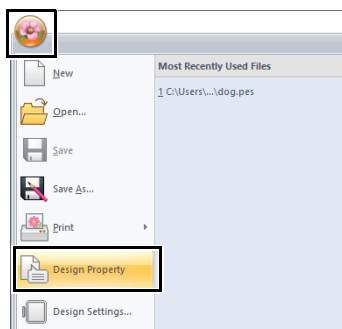 New
Open...
Save
Save As...
Print
Design Property
Design Settings...
Most Recently Used Files
1 C:\Users\...\dog.pes